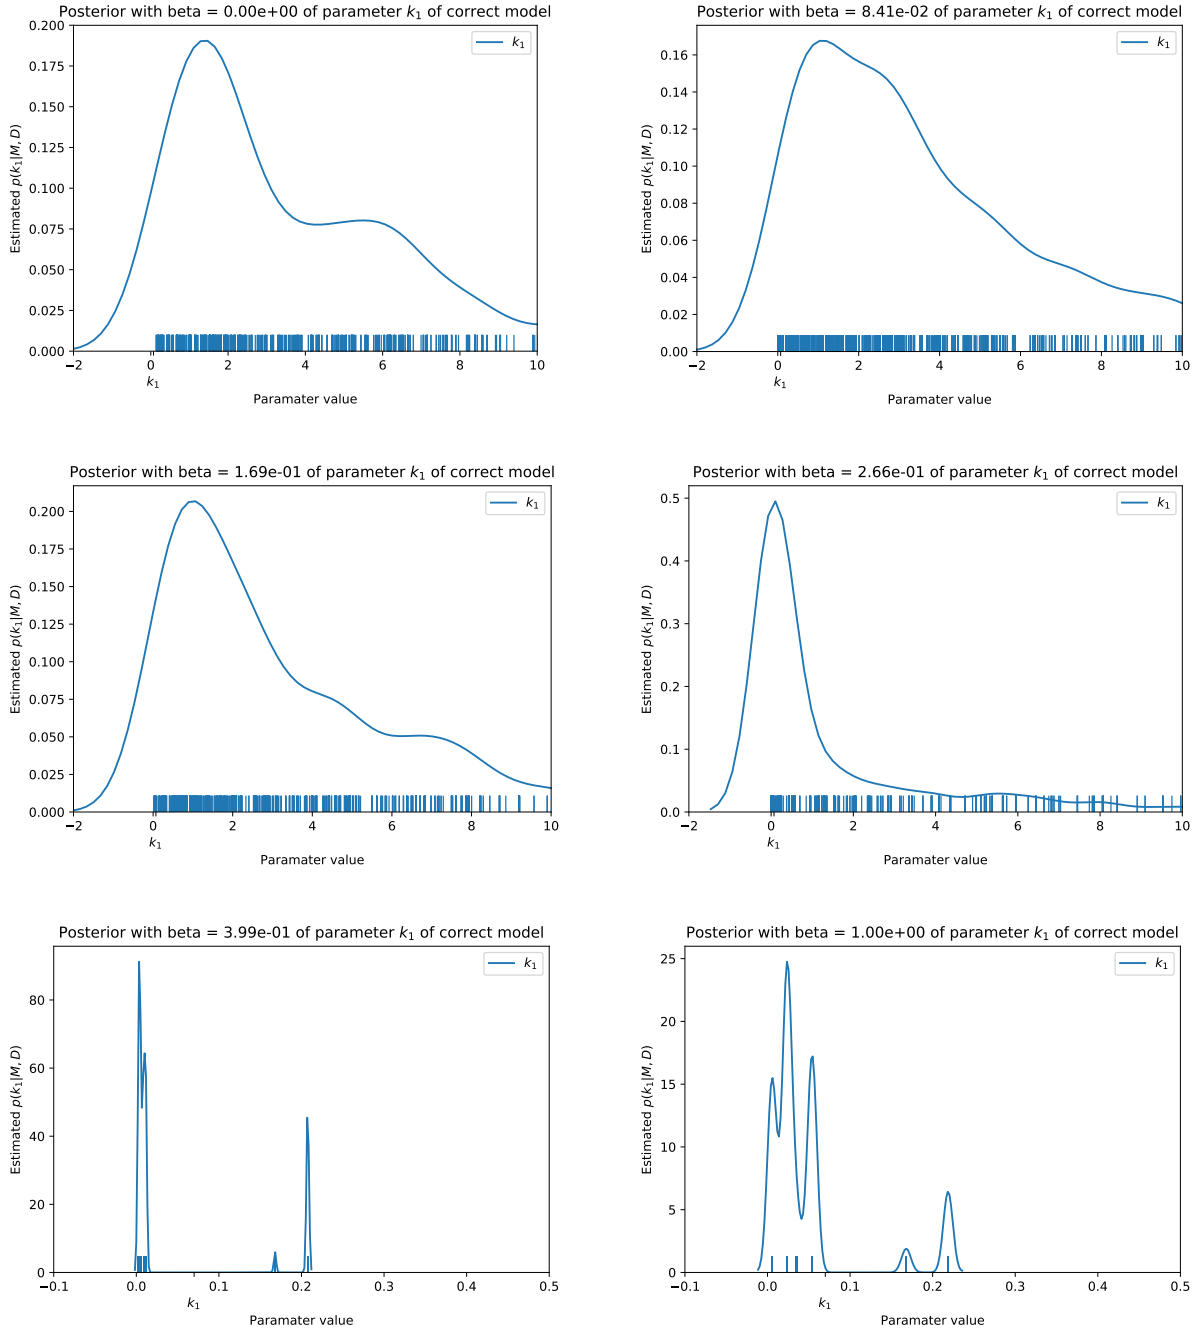 Posterior with beta = 0.00e+00 of parameter k₁ of correct model
k₁
0.200
0.175
0.150
0.125
0.100
0.075
0.050
0.025
0.000
Estimated p(k₁|M, D)
−2 0 2 4 6 8 10
k₁
Paramater value
Posterior with beta = 8.41e-02 of parameter k₁ of correct model
k₁
0.16
0.14
0.12
0.10
0.08
0.06
0.04
0.02
0.00
Estimated p(k₁|M, D)
−2 0 2 4 6 8 10
k₁
Paramater value
Posterior with beta = 1.69e-01 of parameter k₁ of correct model
k₁
0.200
0.175
0.150
0.125
0.100
0.075
0.050
0.025
0.000
Estimated p(k₁|M, D)
−2 0 2 4 6 8 10
k₁
Paramater value
Posterior with beta = 2.66e-01 of parameter k₁ of correct model
k₁
0.5
0.4
0.3
0.2
0.1
0.0
Estimated p(k₁|M, D)
−2 0 2 4 6 8 10
k₁
Paramater value
Posterior with beta = 3.99e-01 of parameter k₁ of correct model
k₁
80
60
40
20
0
Estimated p(k₁|M, D)
−0.1 0.0 0.1 0.2 0.3 0.4 0.5
k₁
Paramater value
Posterior with beta = 1.00e+00 of parameter k₁ of correct model
k₁
25
20
15
10
5
0
Estimated p(k₁|M, D)
−0.1 0.0 0.1 0.2 0.3 0.4 0.5
k₁
Paramater value